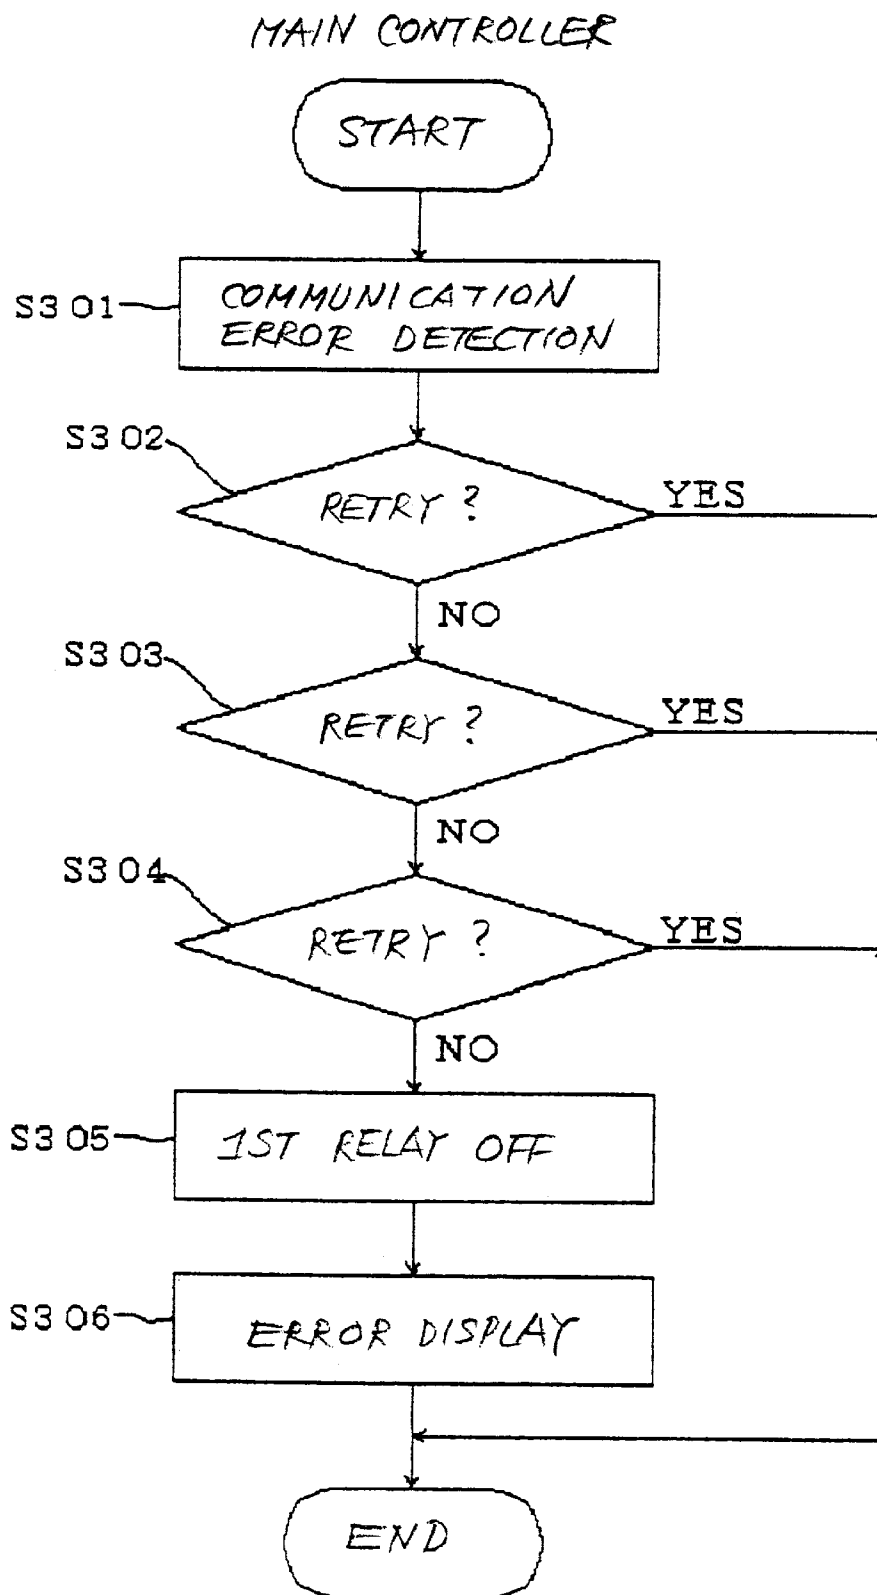 MAIN CONTROLLER
START
S301
COMMUNICATION
ERROR DETECTION
S302
RETRY ?
YES
NO
S303
RETRY ?
YES
NO
S304
RETRY ?
YES
NO
S305
1ST RELAY OFF
S306
ERROR DISPLAY
END